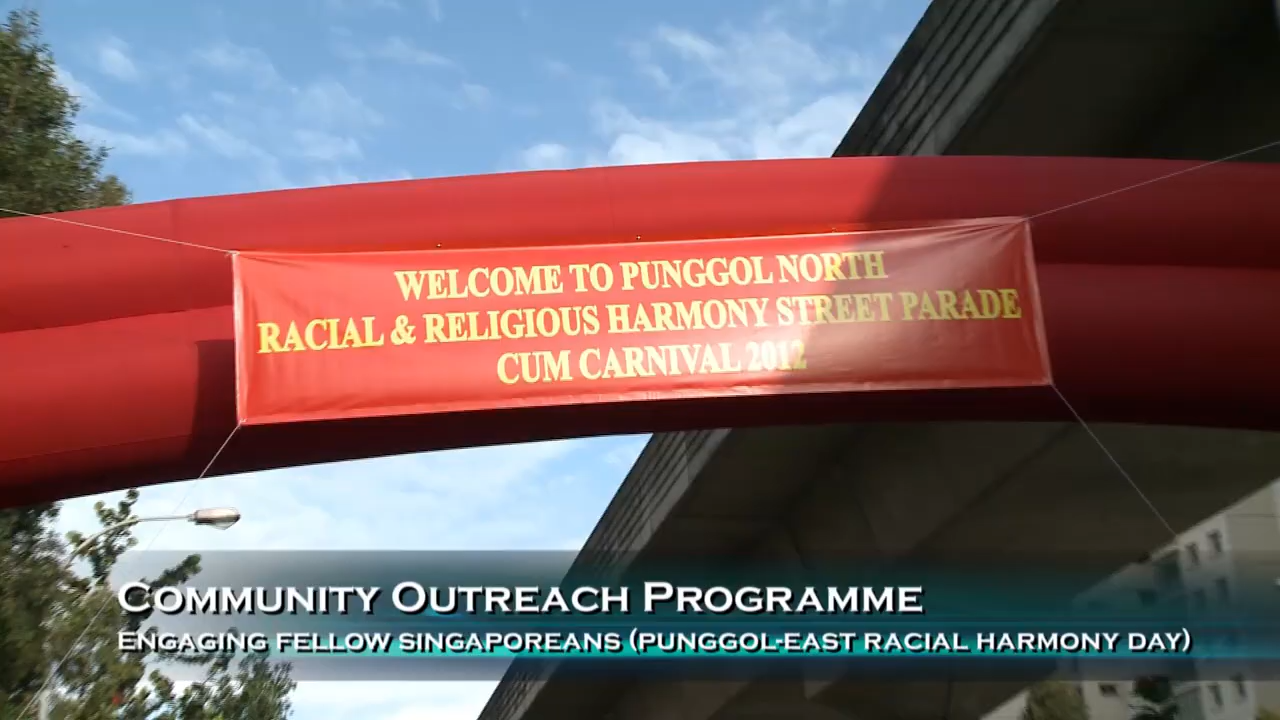 WELCOME TO PUNGGOL NORTH
RACIAL & RELIGIOUS HARMONY STREET PARADE
CUM CARNIVAL 2012
COMMUNITY OUTREACH PROGRAMME
ENGAGING FELLOW SINGAPOREANS (PUNGGOL-EAST RACIAL HARMONY DAY)